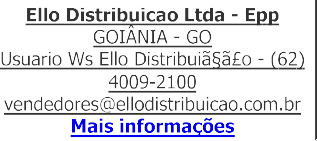 Ello Distribuicao Ltda - Epp
GOIÂNIA - GO
Usuario Ws Ello Distribuiã§ã£o - (62)
4009-2100
vendedores@ellodistribuicao.com.br
Mais informações